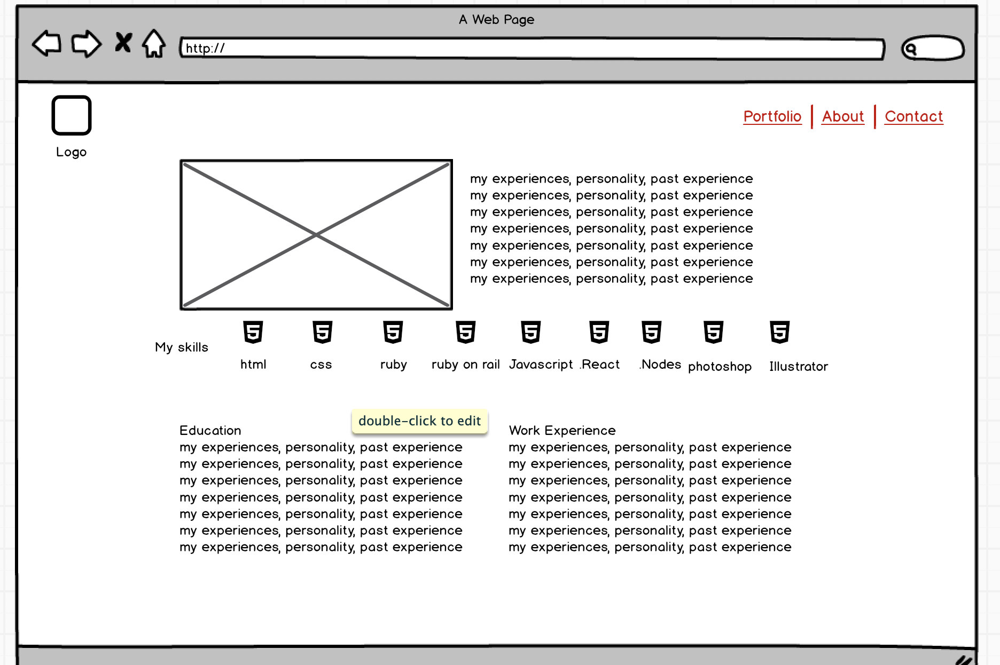 A Web Page
http://
Portfolio | About | Contact
Logo
my experiences, personality, past experience
my experiences, personality, past experience
my experiences, personality, past experience
my experiences, personality, past experience
my experiences, personality, past experience
my experiences, personality, past experience
my experiences, personality, past experience
My skills
html css ruby ruby on rail Javascript .React .Nodes photoshop Illustrator
double-click to edit
Education
my experiences, personality, past experience
my experiences, personality, past experience
my experiences, personality, past experience
my experiences, personality, past experience
my experiences, personality, past experience
my experiences, personality, past experience
my experiences, personality, past experience
Work Experience
my experiences, personality, past experience
my experiences, personality, past experience
my experiences, personality, past experience
my experiences, personality, past experience
my experiences, personality, past experience
my experiences, personality, past experience
my experiences, personality, past experience